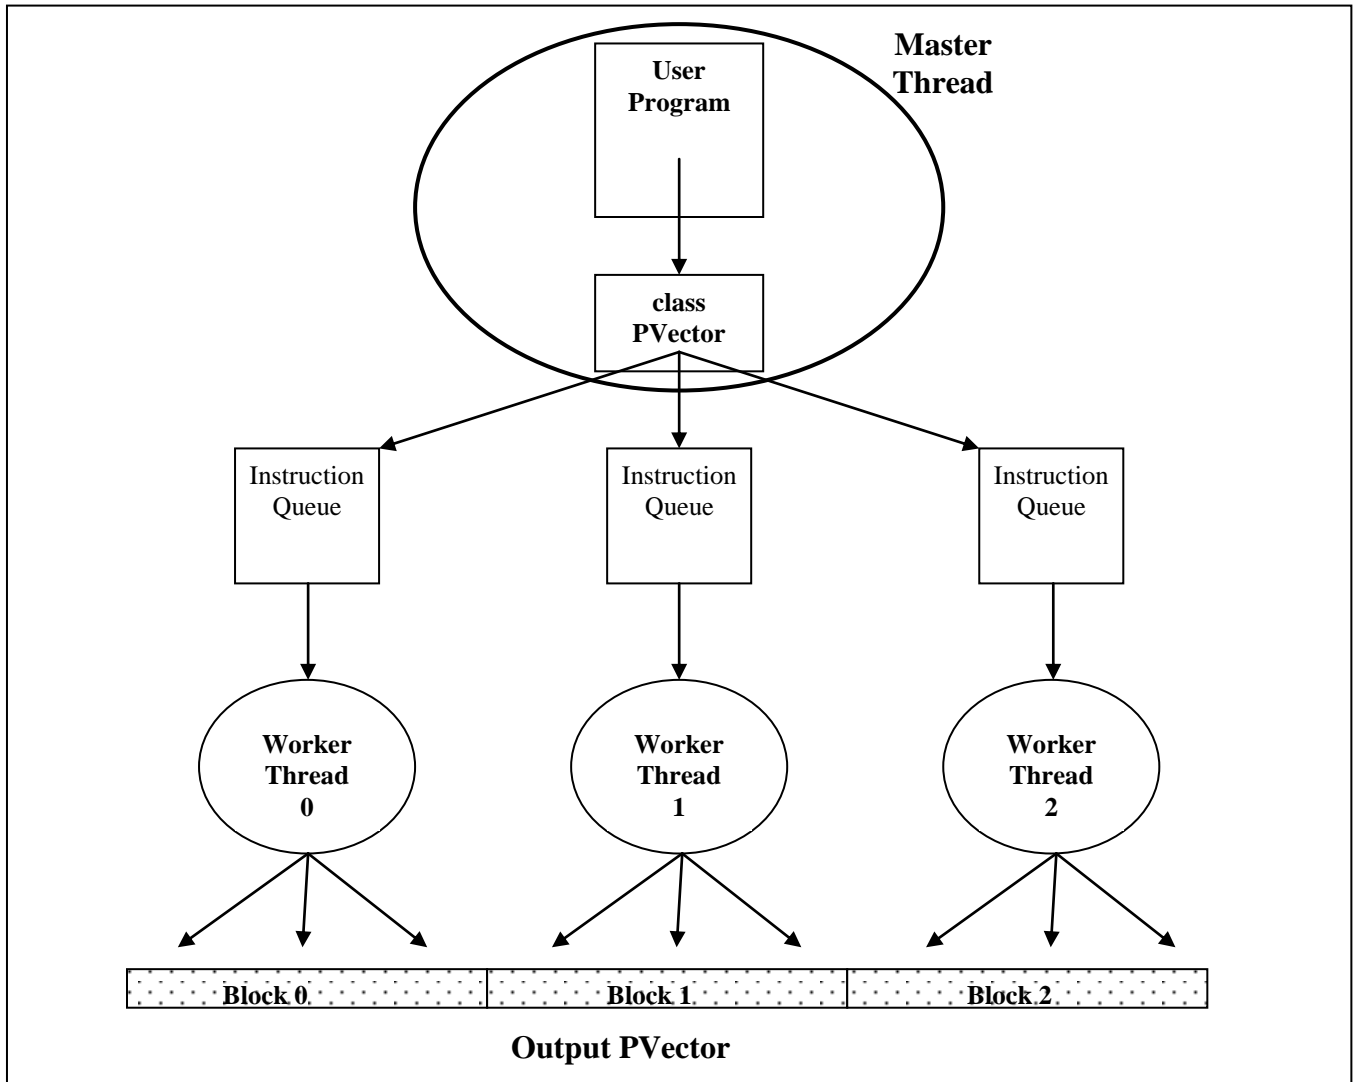 Master
Thread
User
Program
class
PVector
Instruction
Queue
Instruction
Queue
Instruction
Queue
Worker
Thread
0
Worker
Thread
1
Worker
Thread
2
Block 0
Block 1
Block 2
Output PVector